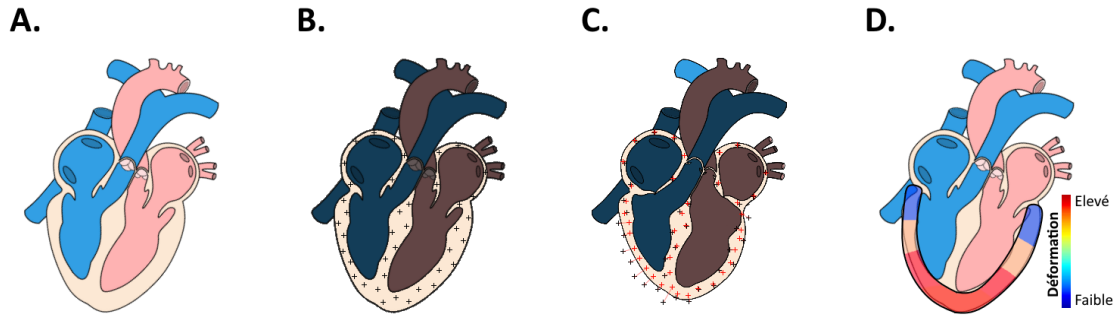 A.
B.
C.
D.
Elevé
Déformation
Faible